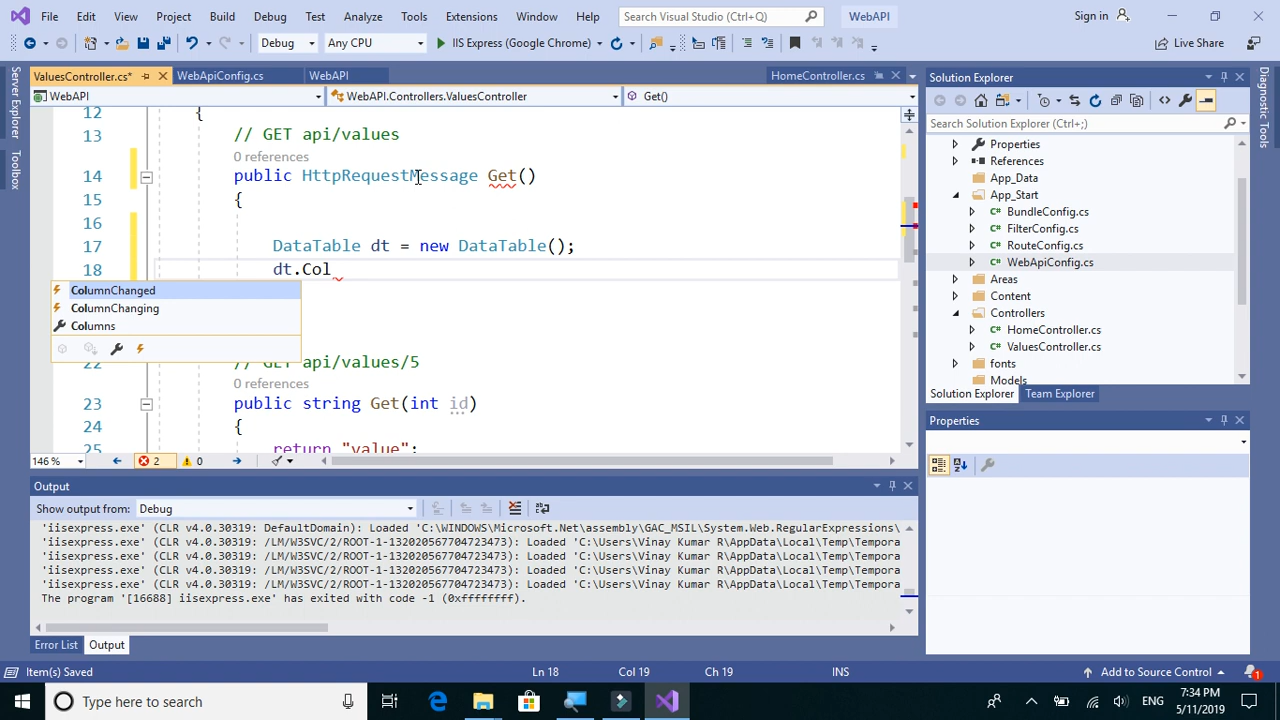 File Edit View Project Build Debug Test Analyze Tools Extensions Window Help Search Visual Studio (Ctrl+Q) WebAPI Sign in
Debug Any CPU IIS Express (Google Chrome) Live Share
Server Explorer
Toolbox
ValuesController.cs* WebApiConfig.cs WebAPI HomeController.cs
WebAPI WebAPI.Controllers.ValuesController Get()
12 {
13 // GET api/values
0 references
14 public HttpRequestMessage Get()
15 {
16
17 DataTable dt = new DataTable();
18 dt.Col
ColumnChanged
ColumnChanging
Columns
22 // GET api/values/5
0 references
23 public string Get(int id)
24 {
25 return "value";
146 % 2 0
Output
Show output from: Debug
'iisexpress.exe' (CLR v4.0.30319: DefaultDomain): Loaded 'C:\WINDOWS\Microsoft.Net\assembly\GAC_MSIL\System.Web.RegularExpressions\
'iisexpress.exe' (CLR v4.0.30319: /LM/W3SVC/2/ROOT-1-132020567704723473): Loaded 'C:\Users\Vinay Kumar R\AppData\Local\Temp\Tempora
'iisexpress.exe' (CLR v4.0.30319: /LM/W3SVC/2/ROOT-1-132020567704723473): Loaded 'C:\Users\Vinay Kumar R\AppData\Local\Temp\Tempora
'iisexpress.exe' (CLR v4.0.30319: /LM/W3SVC/2/ROOT-1-132020567704723473): Loaded 'C:\Users\Vinay Kumar R\AppData\Local\Temp\Tempora
'iisexpress.exe' (CLR v4.0.30319: /LM/W3SVC/2/ROOT-1-132020567704723473): Loaded 'C:\Users\Vinay Kumar R\AppData\Local\Temp\Tempora
The program '[16688] iisexpress.exe' has exited with code -1 (0xffffffff).
Error List Output
Solution Explorer
Search Solution Explorer (Ctrl+;)
Properties
References
App_Data
App_Start
C# BundleConfig.cs
C# FilterConfig.cs
C# RouteConfig.cs
C# WebApiConfig.cs
Areas
Content
Controllers
C# HomeController.cs
C# ValuesController.cs
fonts
Models
Solution Explorer Team Explorer
Properties
Diagnostic Tools
Item(s) Saved Ln 18 Col 19 Ch 19 INS Add to Source Control 1
Type here to search ENG 7:34 PM
5/11/2019